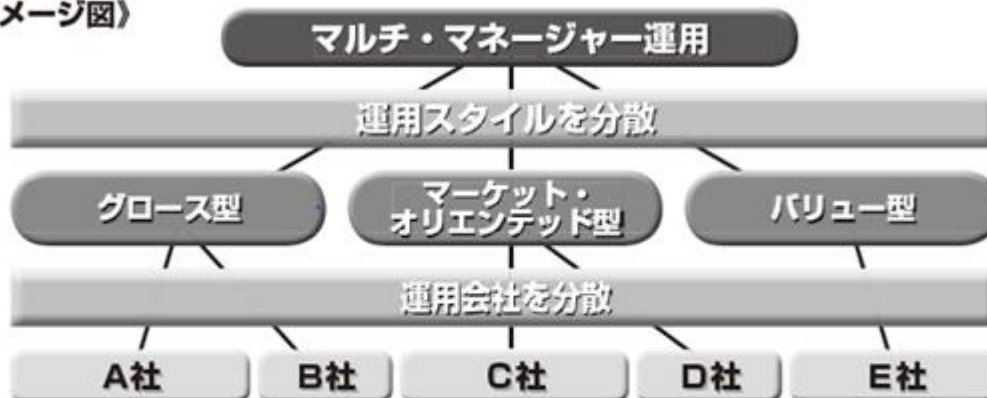 メージ図》
マルチ・マネージャー運用
運用スタイルを分散
グロース型
マーケット・
オリエンテッド型
バリュー型
運用会社を分散
A社
B社
C社
D社
E社